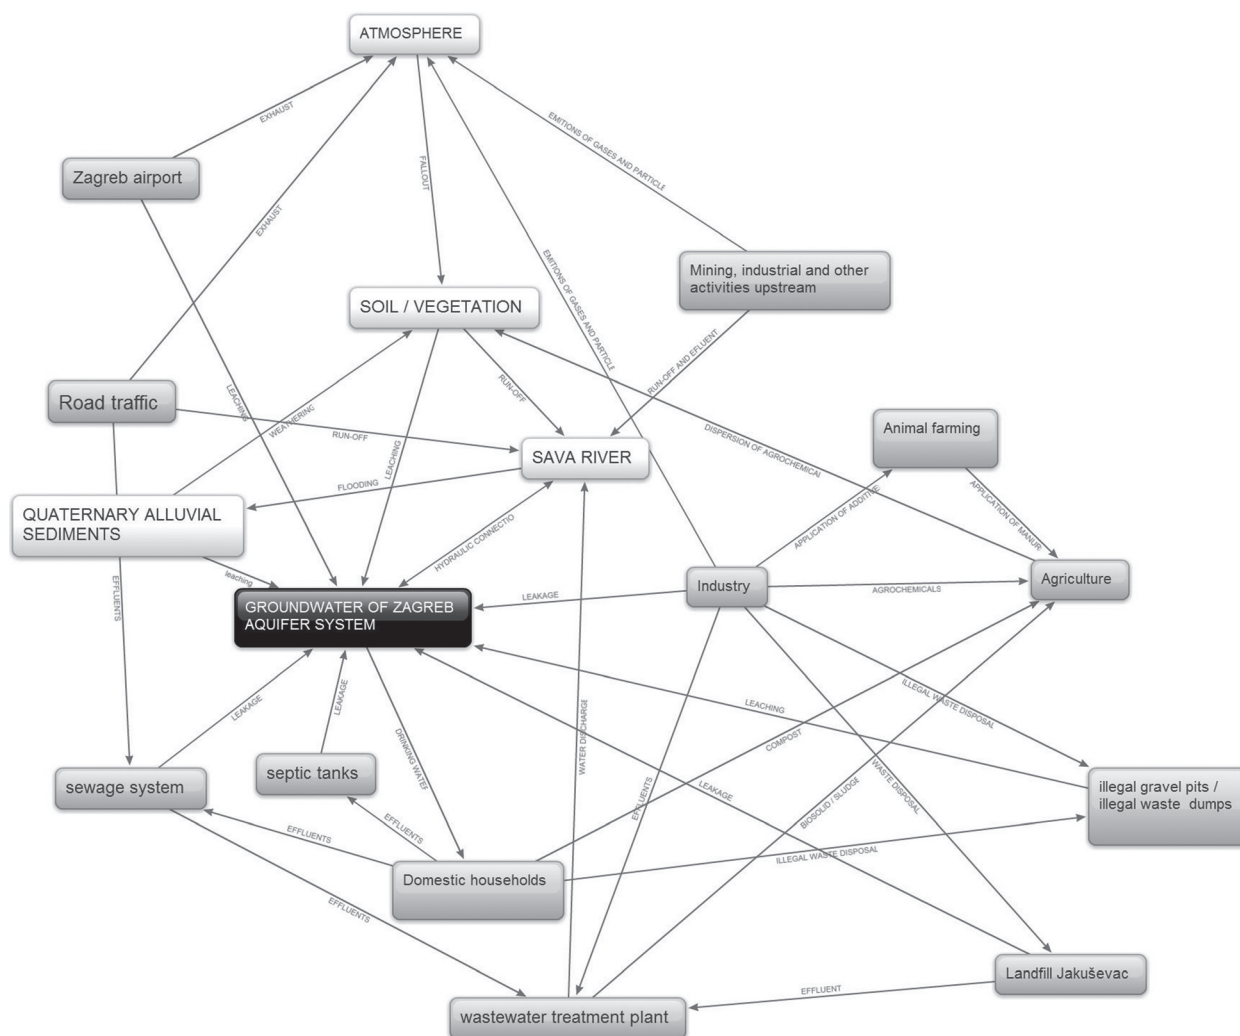 ATMOSPHERE
EXHAUST
EMITIONS OF GASES AND PARTICLE
Zagreb airport
FALLOUT
EXHAUST
EMITIONS OF GASES AND PARTICLE
Mining, industrial and other
activities upstream
SOIL / VEGETATION
RUN-OFF AND EFLUENT
LEACHING
RUN-OFF
Road traffic
WEATHERING
RUN-OFF
LEACHING
DISPERSION OF AGROCHEMICAL
Animal farming
SAVA RIVER
FLOODING
APPLICATION OF ADDITIVE
APPLICATION OF MANUR
QUATERNARY ALLUVIAL
SEDIMENTS
HYDRAULIC CONNECTIO
EFFLUENTS
leaching
Industry
AGROCHEMICALS
Agriculture
LEAKAGE
GROUNDWATER OF ZAGREB
AQUIFER SYSTEM
LEAKAGE
LEAKAGE
DRINKING WATER
WATER DISCHARGE
COMPOST
LEACHING
ILLEGAL WASTE DISPOSAL
sewage system
septic tanks
EFFLUENTS
LEAKAGE
BIOSOLID / SLUDGE
WASTE DISPOSAL
illegal gravel pits /
illegal waste dumps
EFFLUENTS
EFFLUENTS
ILLEGAL WASTE DISPOSAL
Domestic households
EFFLUENTS
Landfill Jakuševac
EFFLUENT
wastewater treatment plant